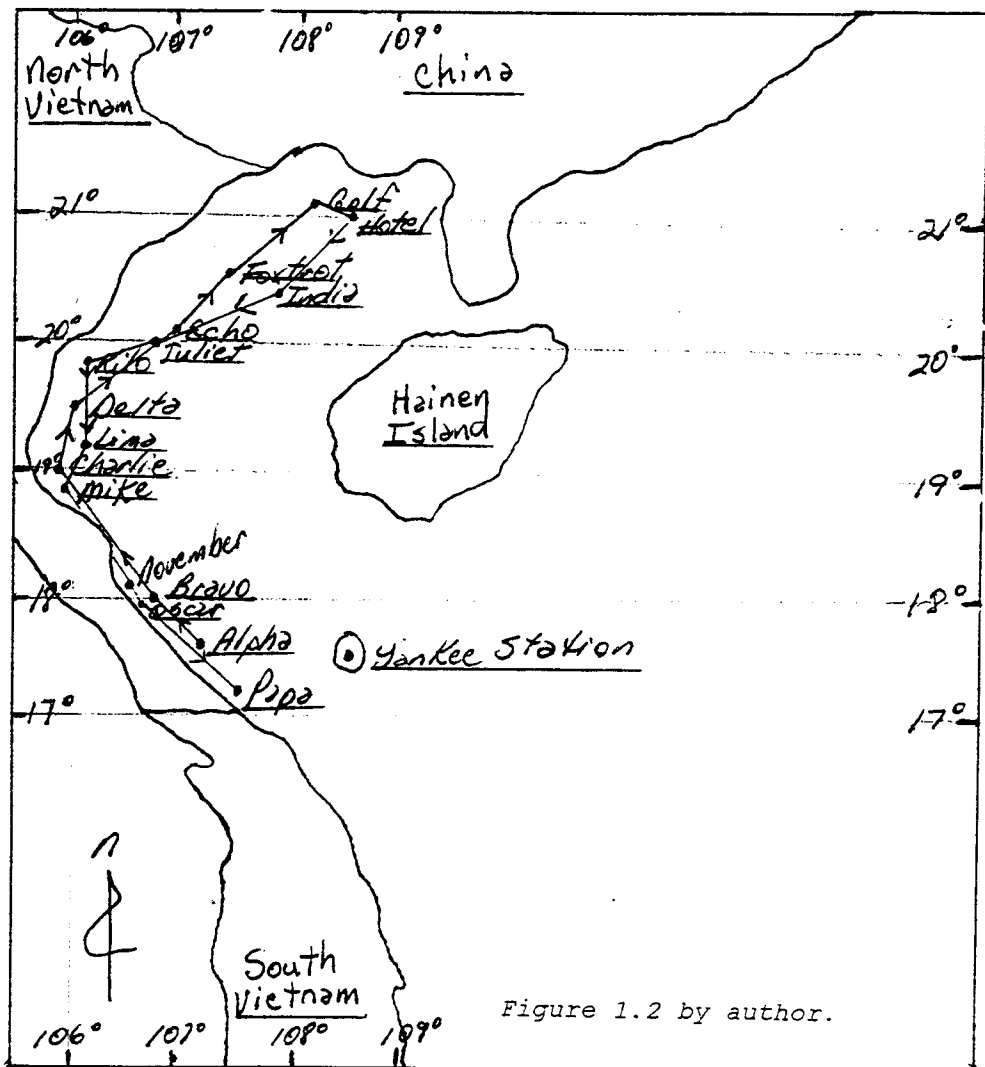 106° 107° 108° 109°
North
Vietnam
China
21° Golf
Hotel 21°
Foxtrot
India
20° Echo
Juliet 20°
Kilo
Delta
Hainen
Island
Lima
19° Charlie
Mike 19°
November
18° Bravo 18°
Oscar
Alpha
Yankee Station
Papa
17° 17°
N
South
Vietnam
Figure 1.2 by author.
106° 107° 108° 109°